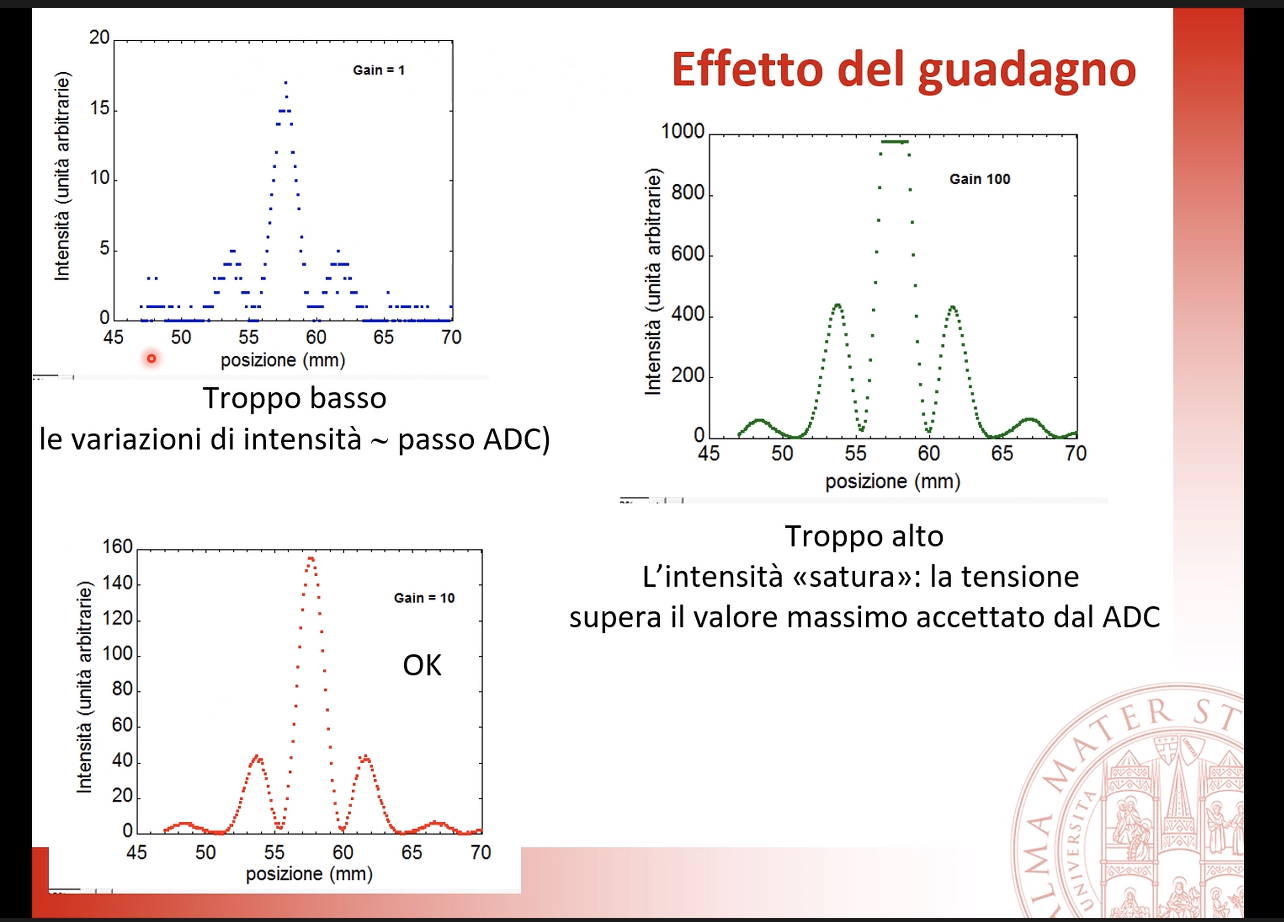 Effetto del guadagno
20
15
10
5
0
Intensità (unità arbitrarie)
Gain = 1
45 50 55 60 65 70
posizione (mm)
Troppo basso
le variazioni di intensità ~ passo ADC)
1000
800
600
400
200
0
Intensità (unità arbitrarie)
Gain 100
45 50 55 60 65 70
posizione (mm)
Troppo alto
L’intensità «satura»: la tensione
supera il valore massimo accettato dal ADC
160
140
120
100
80
60
40
20
0
Intensità (unità arbitrarie)
Gain = 10
OK
45 50 55 60 65 70
posizione (mm)
ALMA MATER ST
UNIVERSITÀ